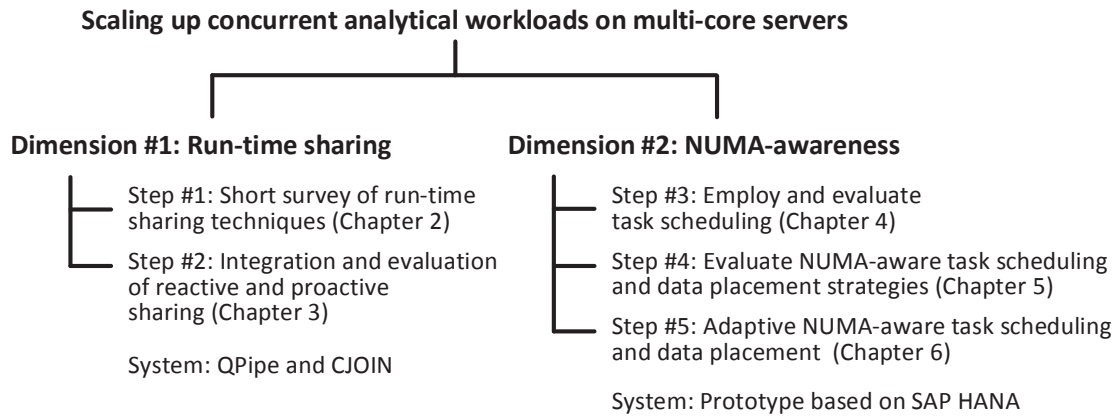 Scaling up concurrent analytical workloads on multi-core servers
Dimension #1: Run-time sharing
Step #1: Short survey of run-time
sharing techniques (Chapter 2)
Step #2: Integration and evaluation
of reactive and proactive
sharing (Chapter 3)
System: QPipe and CJOIN
Dimension #2: NUMA-awareness
Step #3: Employ and evaluate
task scheduling (Chapter 4)
Step #4: Evaluate NUMA-aware task scheduling
and data placement strategies (Chapter 5)
Step #5: Adaptive NUMA-aware task scheduling
and data placement (Chapter 6)
System: Prototype based on SAP HANA